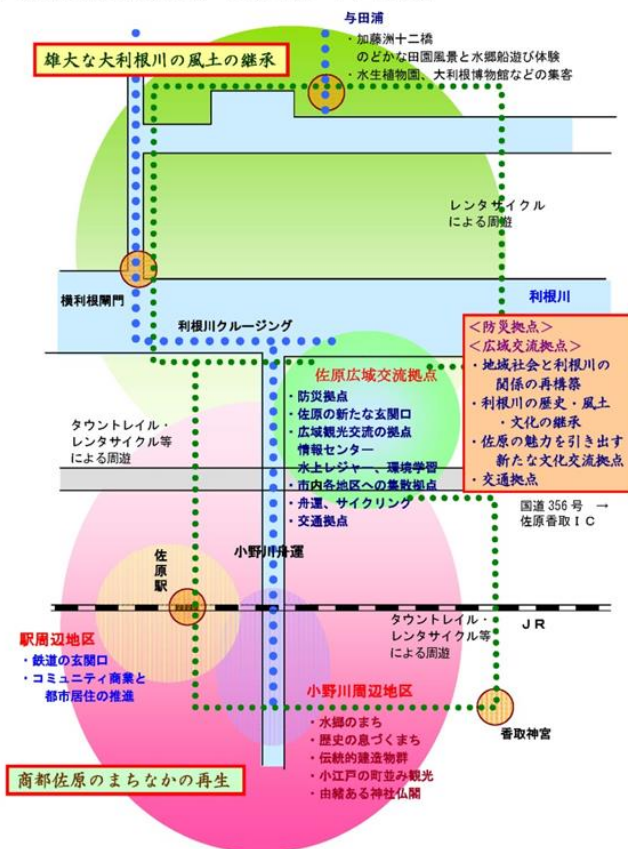 与田浦
・加藤洲十二橋
のどかな田園風景と水郷船遊び体験
・水生植物園、大利根博物館などの集客
雄大な大利根川の風土の継承
レンタサイクル
による周遊
横利根閘門
利根川
利根川クルージング
＜防災拠点＞
＜広域交流拠点＞
・地域社会と利根川の
関係の再構築
・利根川の歴史・風土
・文化の継承
・佐原の魅力を引き出す
新たな文化交流拠点
・交通拠点
佐原広域交流拠点
・防災拠点
・佐原の新たな玄関口
・広域観光交流の拠点
情報センター
水上レジャー、環境学習
・市内各地区への集散拠点
・舟運、サイクリング
・交通拠点
タウントレイル・
レンタサイクル等
による周遊
国道356号 →
佐原香取ＩＣ
小野川舟運
佐原駅
ＪＲ
タウントレイル・
レンタサイクル等
による周遊
駅周辺地区
・鉄道の玄関口
・コミュニティ商業と
都市居住の推進
小野川周辺地区
・水郷のまち
・歴史の息づくまち
・伝統的建造物群
・小江戸の町並み観光
・由緒ある神社仏閣
香取神宮
商都佐原のまちなかの再生